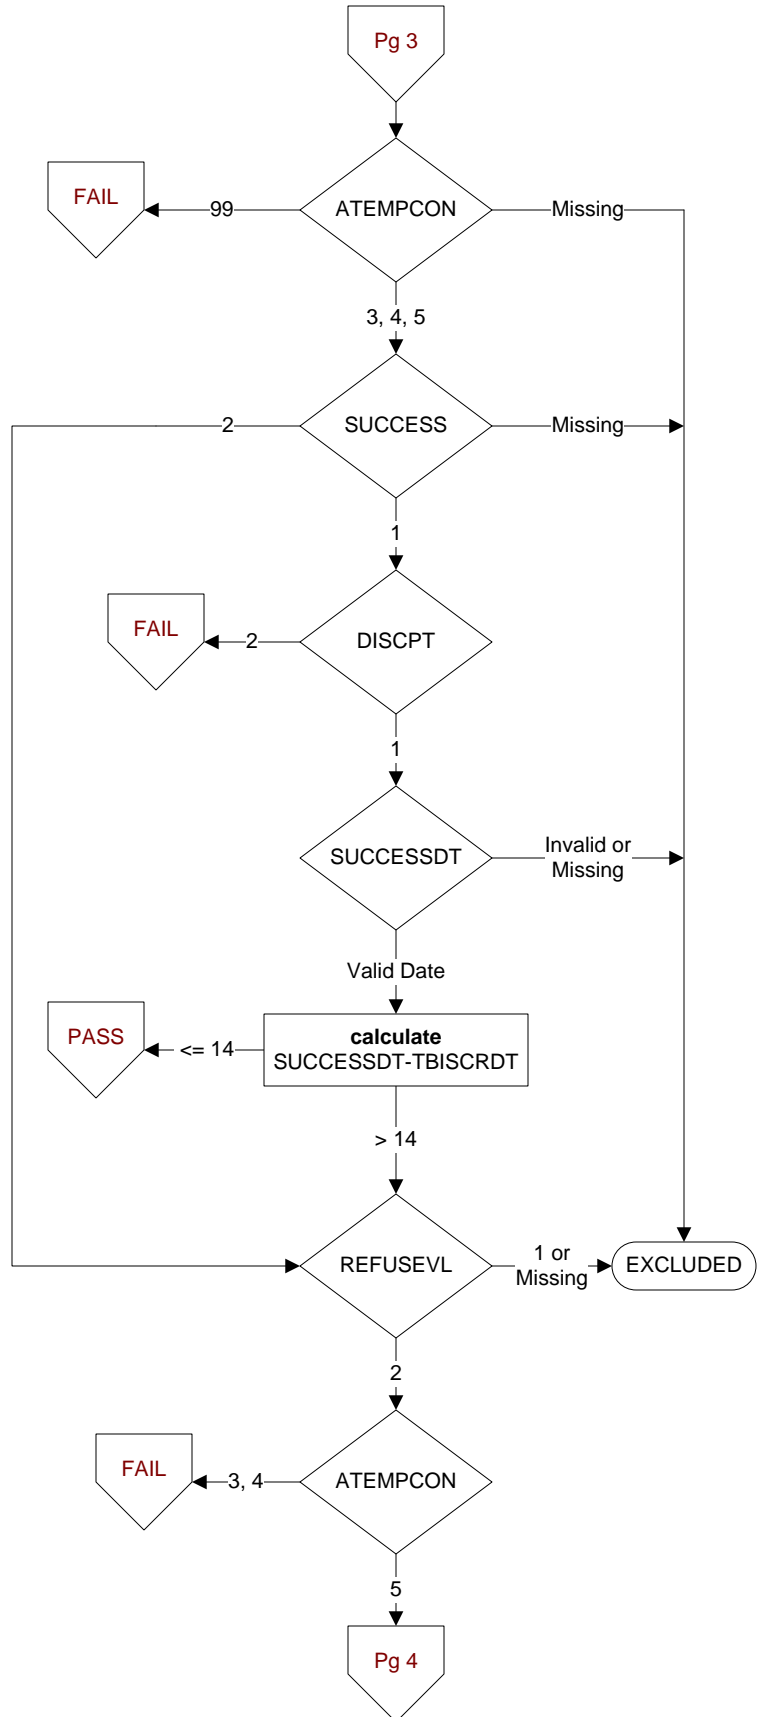 Pg 3
FAIL
99
ATEMPCON
Missing
3, 4, 5
2
SUCCESS
Missing
1
FAIL
2
DISCPT
1
SUCCESSDT
Invalid or
Missing
Valid Date
PASS
<= 14
calculate
SUCCESSDT-TBISCRDT
> 14
REFUSEVL
1 or
Missing
EXCLUDED
2
FAIL
3, 4
ATEMPCON
5
Pg 4